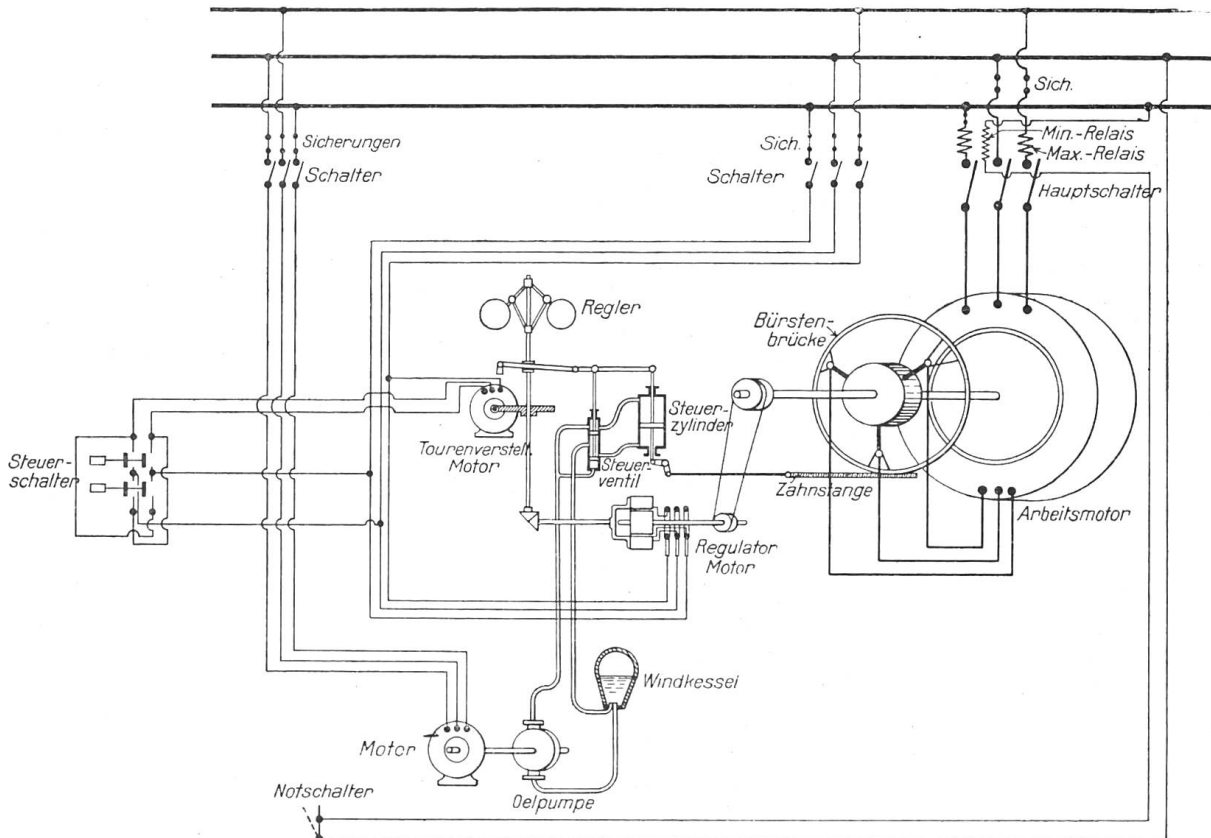 Sich.
Sicherungen
Schalter
Sich.
Schalter
Min.-Relais
Max.-Relais
Hauptschalter
Regler
Bürsten-
brücke
Steuer-
zylinder
Tourenverstell.
Motor
Steuer-
ventil
Steuer-
schalter
Zahnstange
Arbeitsmotor
Regulator
Motor
Windkessel
Motor
Oelpumpe
Notschalter